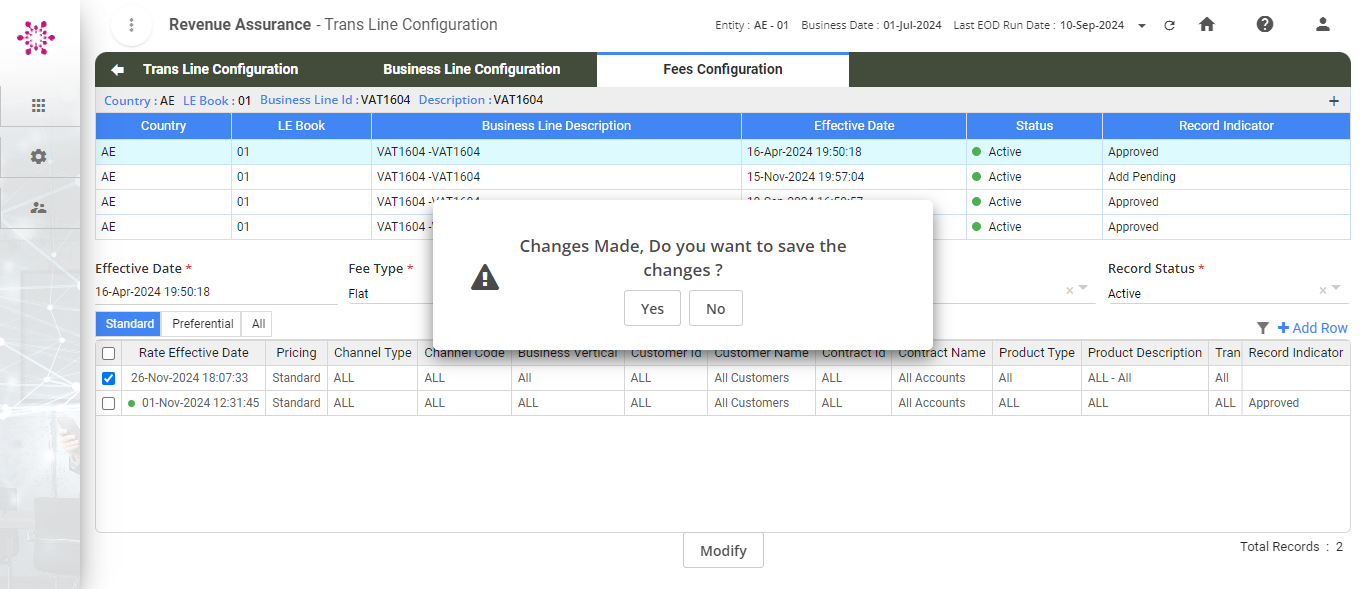 Revenue Assurance - Trans Line Configuration
Entity : AE - 01 Business Date : 01-Jul-2024 Last EOD Run Date : 10-Sep-2024
Trans Line Configuration Business Line Configuration Fees Configuration
Country : AE LE Book : 01 Business Line Id : VAT1604 Description : VAT1604
Country LE Book Business Line Description Effective Date Status Record Indicator
AE 01 VAT1604 -VAT1604 16-Apr-2024 19:50:18 Active Approved
AE 01 VAT1604 -VAT1604 15-Nov-2024 19:57:04 Active Add Pending
AE 01 VAT1604 -VAT1604 Active Approved
AE 01 VAT1604 - Active Approved
Changes Made, Do you want to save the
changes ?
Yes No
Effective Date * Fee Type * Record Status *
16-Apr-2024 19:50:18 Flat Active
Standard Preferential All + Add Row
Rate Effective Date Pricing Channel Type Channel Code Business Vertical Customer Id Customer Name Contract Id Contract Name Product Type Product Description Tran Record Indicator
26-Nov-2024 18:07:33 Standard ALL ALL All ALL All Customers ALL All Accounts All ALL - All All
01-Nov-2024 12:31:45 Standard ALL ALL ALL ALL All Customers ALL All Accounts ALL ALL ALL Approved
Modify
Total Records : 2